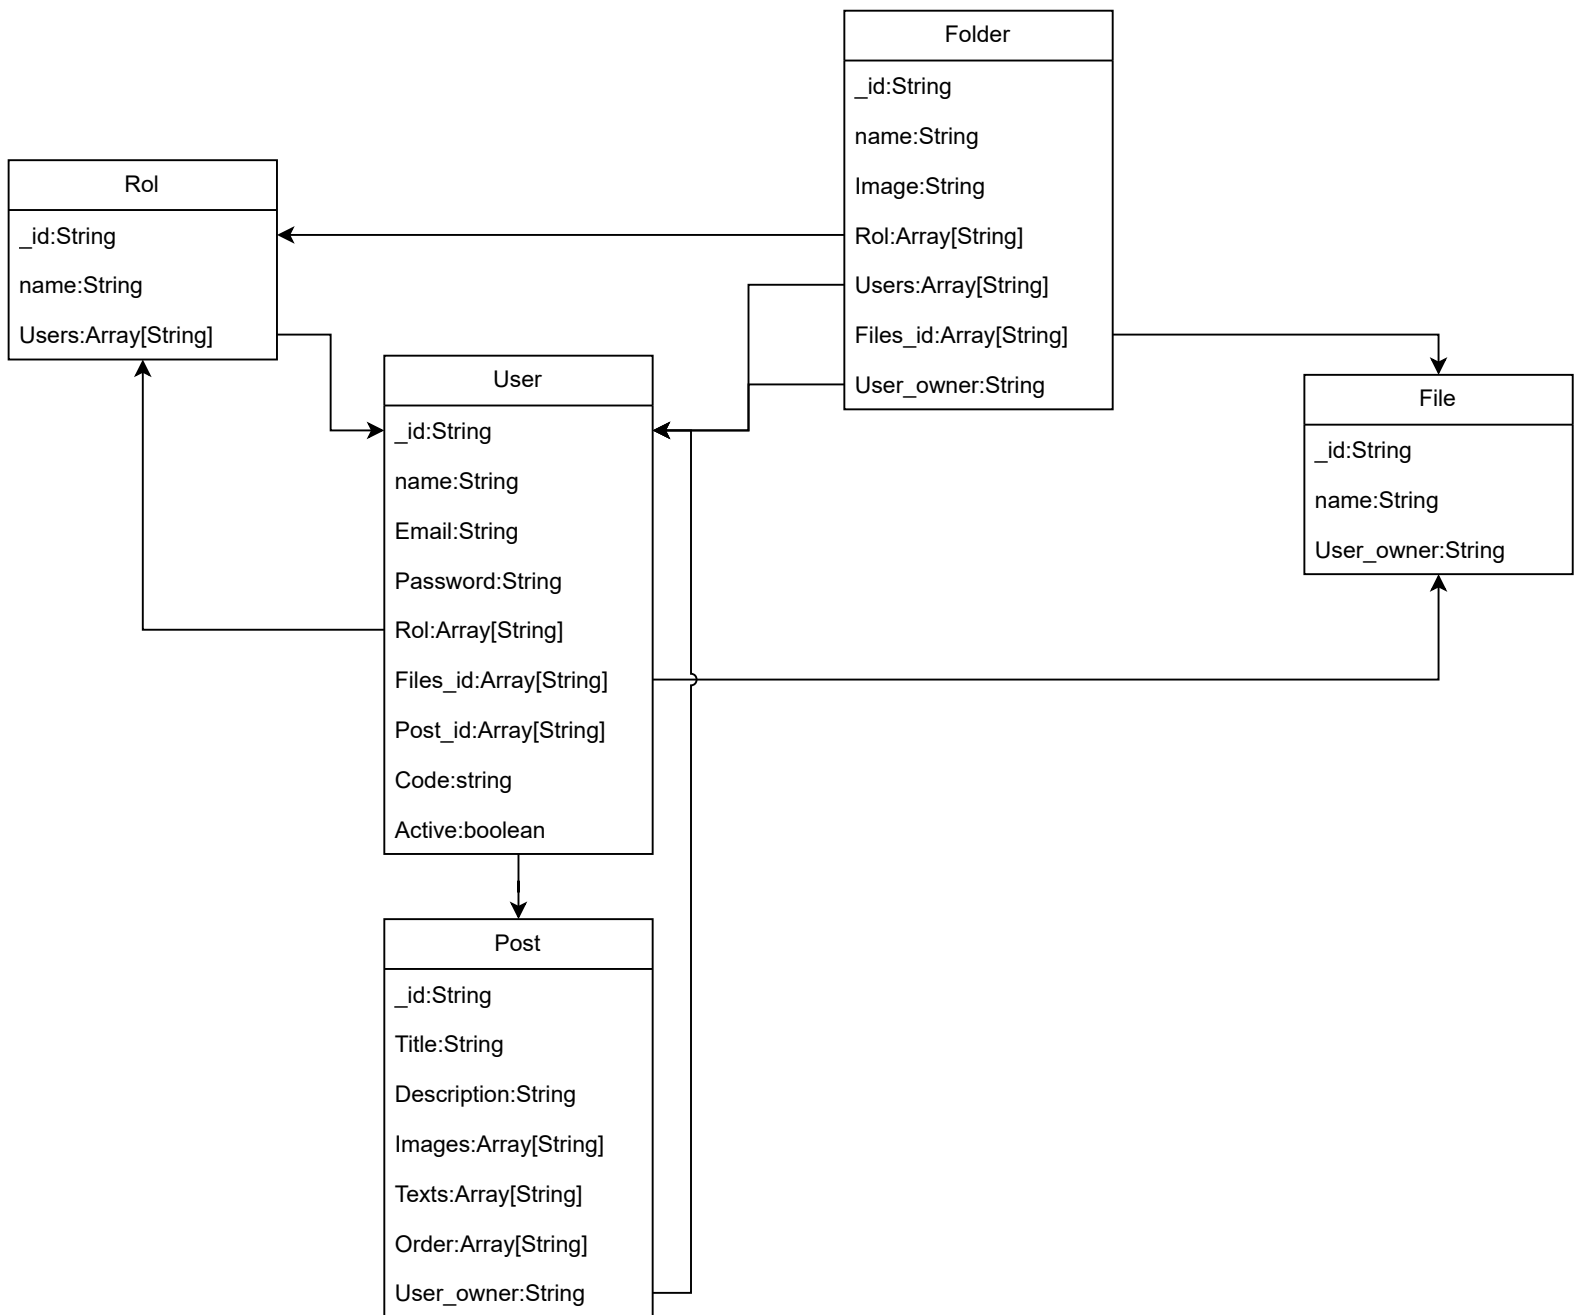 Folder
_id:String
name:String
Image:String
Rol:Array[String]
Users:Array[String]
Files_id:Array[String]
User_owner:String
Rol
_id:String
name:String
Users:Array[String]
User
_id:String
name:String
Email:String
Password:String
Rol:Array[String]
Files_id:Array[String]
Post_id:Array[String]
Code:string
Active:boolean
File
_id:String
name:String
User_owner:String
Post
_id:String
Title:String
Description:String
Images:Array[String]
Texts:Array[String]
Order:Array[String]
User_owner:String